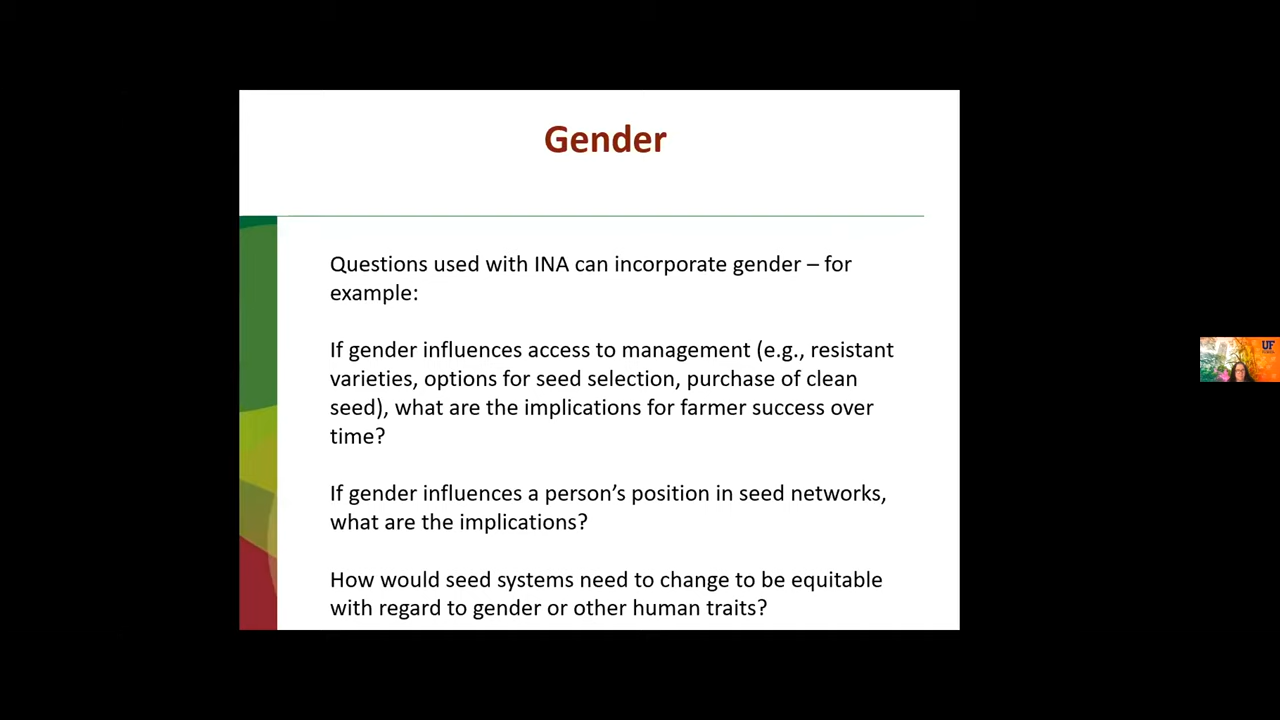 Gender
Questions used with INA can incorporate gender – for
example:
If gender influences access to management (e.g., resistant
varieties, options for seed selection, purchase of clean
seed), what are the implications for farmer success over
time?
If gender influences a person’s position in seed networks,
what are the implications?
How would seed systems need to change to be equitable
with regard to gender or other human traits?
UF